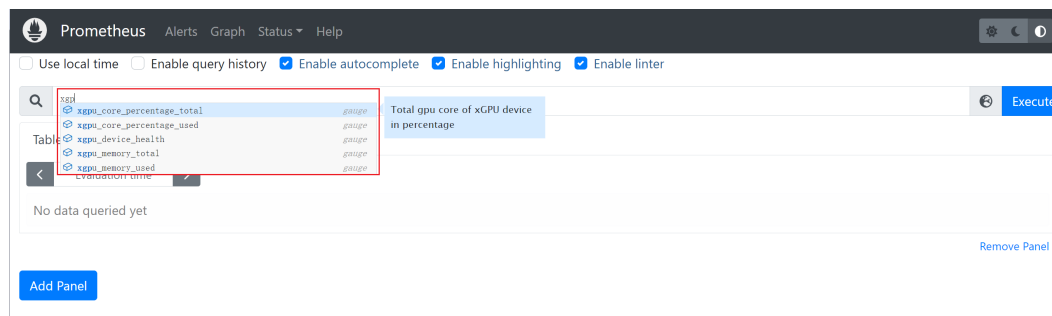 Prometheus Alerts Graph Status Help
Use local time Enable query history Enable autocomplete Enable highlighting Enable linter
xgp
Execute
xgpu_core_percentage_total gauge
Total gpu core of xGPU device
in percentage
xgpu_core_percentage_used gauge
Table
xgpu_device_health gauge
xgpu_memory_total gauge
xgpu_memory_used gauge
Evaluation time
No data queried yet
Remove Panel
Add Panel